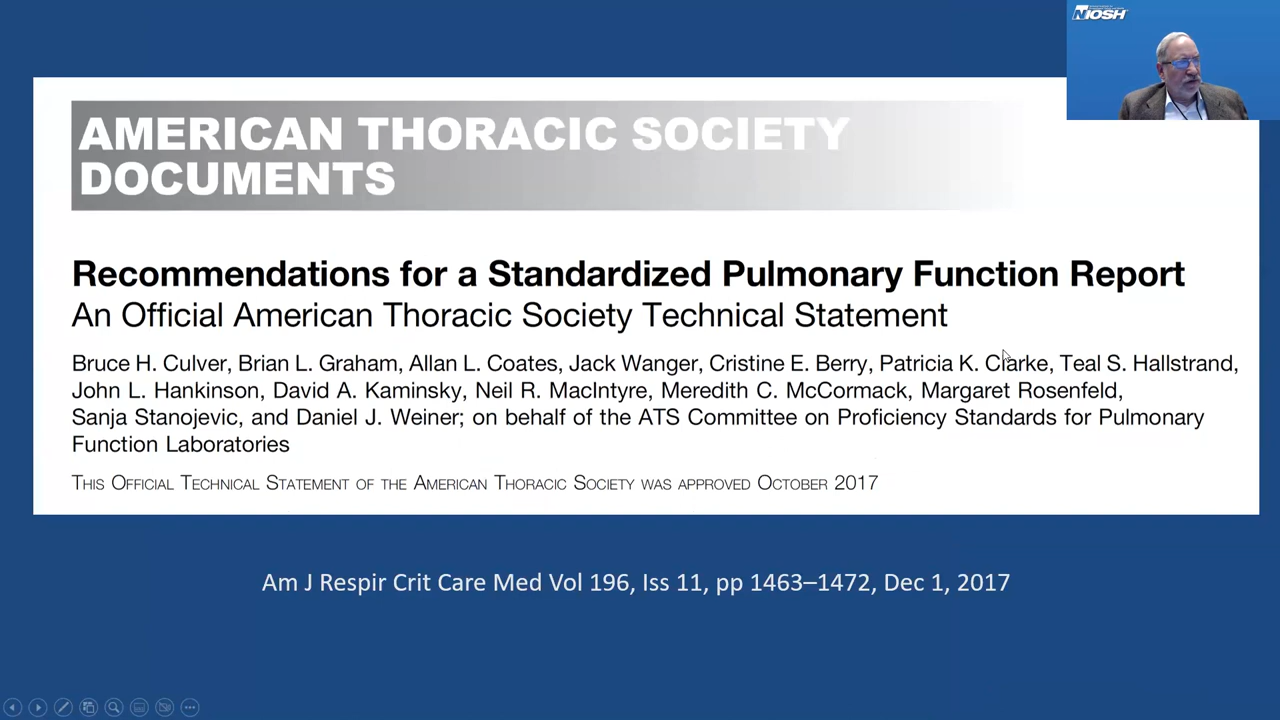 NIOSH
AMERICAN THORACIC SOCIETY
DOCUMENTS
Recommendations for a Standardized Pulmonary Function Report
An Official American Thoracic Society Technical Statement
Bruce H. Culver, Brian L. Graham, Allan L. Coates, Jack Wanger, Cristine E. Berry, Patricia K. Clarke, Teal S. Hallstrand,
John L. Hankinson, David A. Kaminsky, Neil R. MacIntyre, Meredith C. McCormack, Margaret Rosenfeld,
Sanja Stanojevic, and Daniel J. Weiner; on behalf of the ATS Committee on Proficiency Standards for Pulmonary
Function Laboratories
THIS OFFICIAL TECHNICAL STATEMENT OF THE AMERICAN THORACIC SOCIETY WAS APPROVED OCTOBER 2017
Am J Respir Crit Care Med Vol 196, Iss 11, pp 1463–1472, Dec 1, 2017